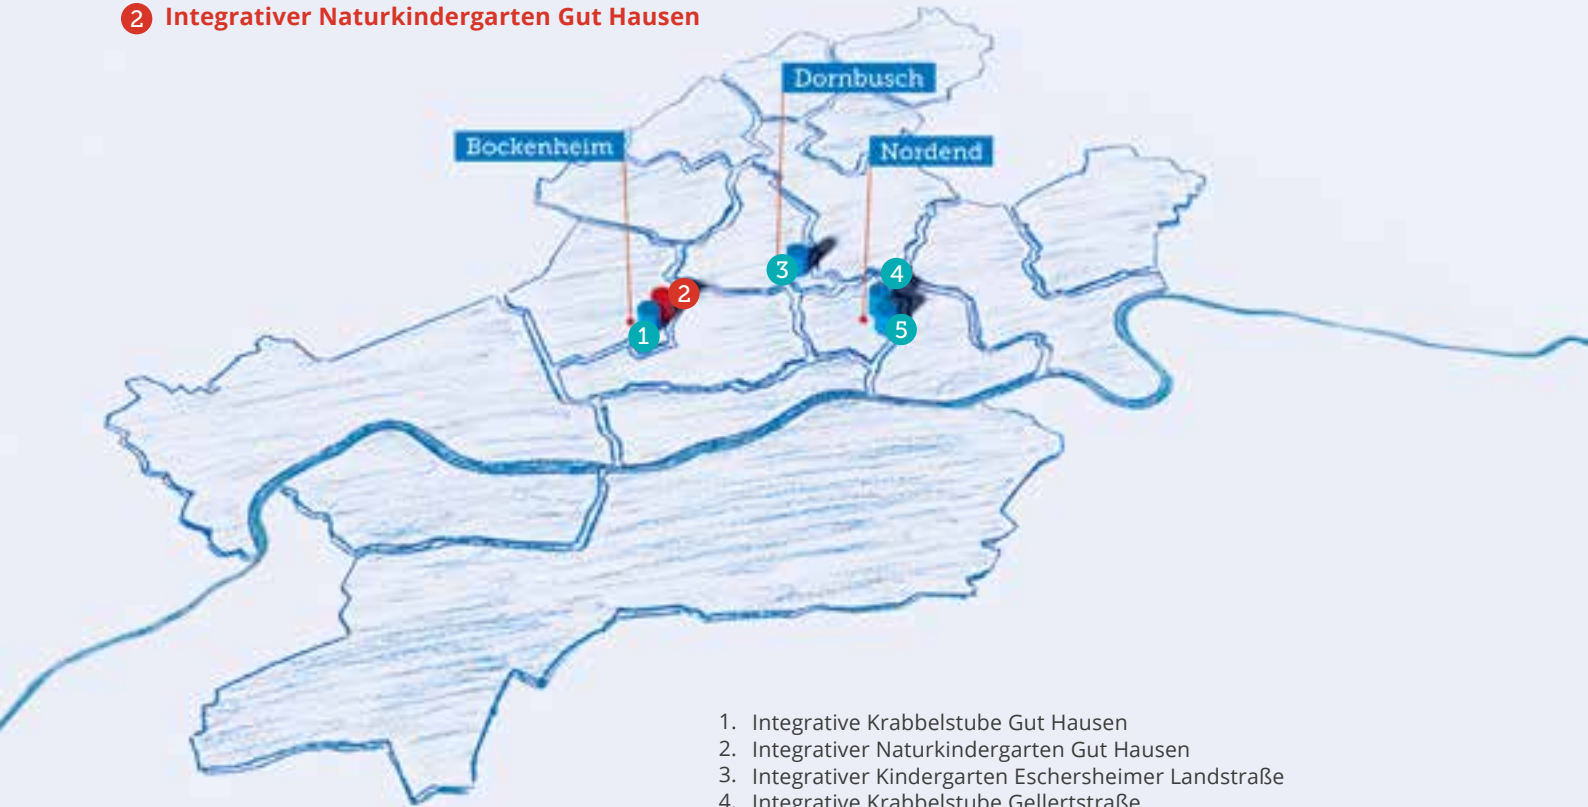 2 Integrativer Naturkindergarten Gut Hausen
Dornbusch
Bockenheim
Nordend
3
4
2
1
5
1. Integrative Krabbelstube Gut Hausen
2. Integrativer Naturkindergarten Gut Hausen
3. Integrativer Kindergarten Eschersheimer Landstraße
4. Integrative Krabbelstube Gellertstraße